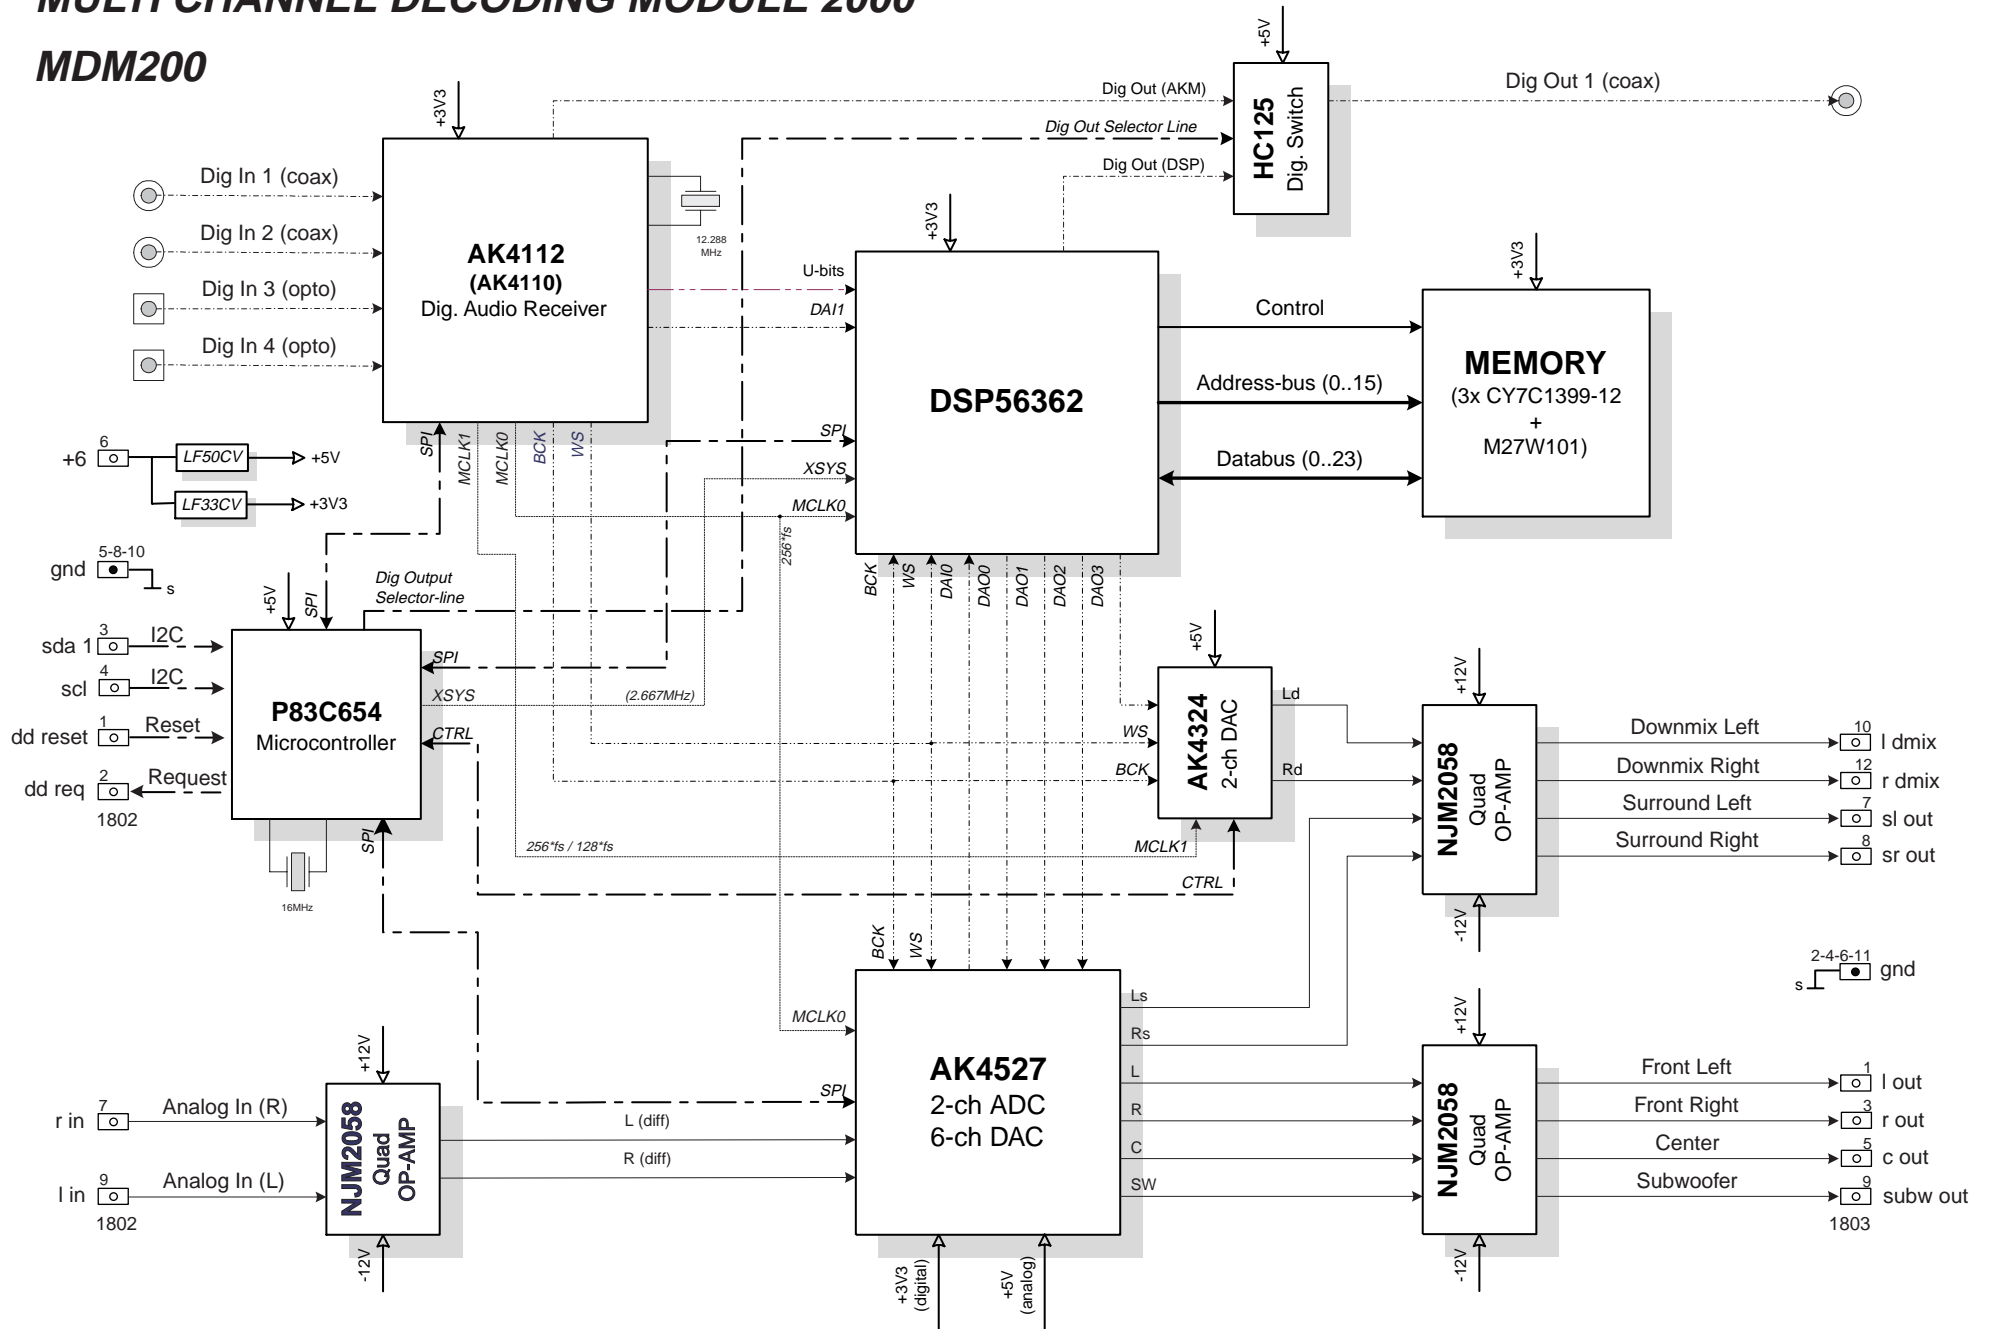 MULTI CHANNEL DECODING MODULE 2000
MDM200
+5V
HC125
Dig. Switch
Dig Out (AKM)
Dig Out Selector Line
Dig Out (DSP)
Dig Out 1 (coax)
+3V3
Dig In 1 (coax)
Dig In 2 (coax)
Dig In 3 (opto)
Dig In 4 (opto)
AK4112
(AK4110)
Dig. Audio Receiver
12.288
MHz
U-bits
DAI1
SPI
MCLK1
MCLK0
BCK
WS
+3V3
DSP56362
SPI
XSYS
MCLK0
256*fs
Control
Address-bus (0..15)
Databus (0..23)
+3V3
MEMORY
(3x CY7C1399-12
+
M27W101)
6
+6
LF50CV
+5V
LF33CV
+3V3
5-8-10
gnd
s
3
sda 1
I2C
4
scl
I2C
1
dd reset
Reset
2
dd req
Request
1802
+5V
SPI
Dig Output
Selector-line
P83C654
Microcontroller
SPI
XSYS
(2.667MHz)
CTRL
SPI
16MHz
BCK
WS
DAI0
DAO0
DAO1
DAO2
DAO3
+5V
AK4324
2-ch DAC
WS
BCK
256*fs / 128*fs
MCLK1
CTRL
Ld
Rd
+12V
NJM2058
Quad
OP-AMP
-12V
Downmix Left
10
l dmix
Downmix Right
12
r dmix
Surround Left
7
sl out
Surround Right
8
sr out
2-4-6-11
gnd
s
BCK
WS
MCLK0
SPI
AK4527
2-ch ADC
6-ch DAC
Ls
Rs
L
R
C
SW
+3V3
(digital)
+5V
(analog)
7
r in
Analog In (R)
9
l in
Analog In (L)
1802
+12V
NJM2058
Quad
OP-AMP
-12V
L (diff)
R (diff)
+12V
NJM2058
Quad
OP-AMP
-12V
Front Left
1
l out
Front Right
3
r out
Center
5
c out
Subwoofer
9
subw out
1803